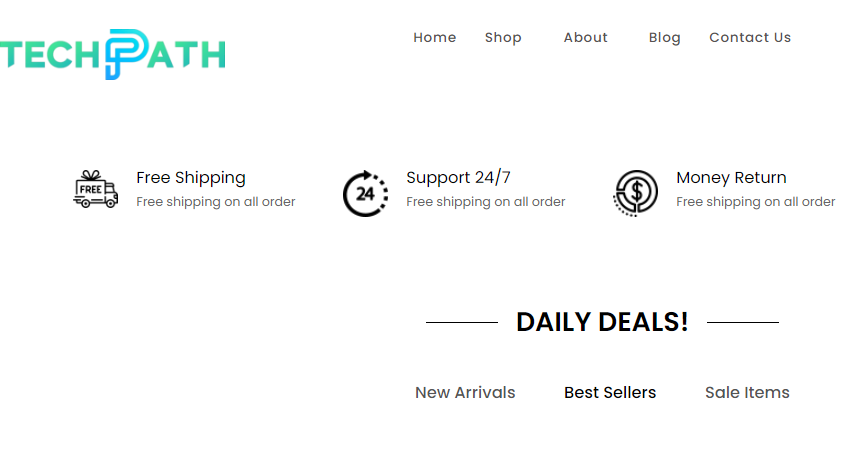 TECHPATH
Home Shop About Blog Contact Us
FREE
Free Shipping
Free shipping on all order
24
Support 24/7
Free shipping on all order
$
Money Return
Free shipping on all order
DAILY DEALS!
New Arrivals Best Sellers Sale Items